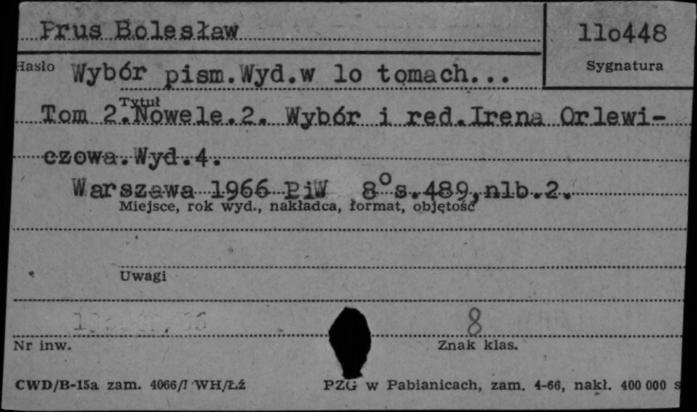 Prus Bolesław
11o448
Hasło
Sygnatura
Wybór pism.Wyd.w 1o tomach...
Tytuł
Tom 2.Nowele.2. Wybór i red.Irena Orlewi-
czowa.Wyd.4.
Warszawa 1966 PiW 8°s.489,nlb.2.
Miejsce, rok wyd., nakładca, format, objętość
Uwagi
8
Nr inw.
Znak klas.
CWD/B-15a zam. 4066/I WH/Łź
PZG w Pabianicach, zam. 4-66, nakł. 400 000 s